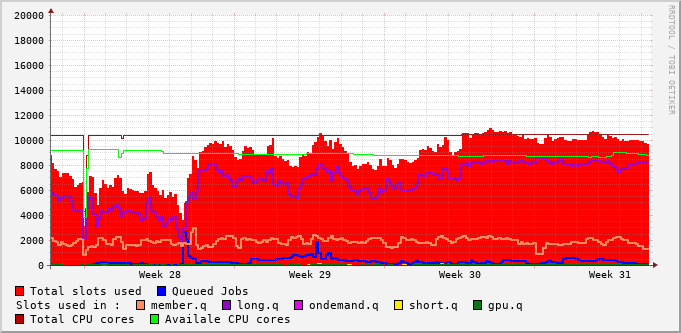 RRDTOOL / TOBI OETIKER
20000
18000
16000
14000
12000
10000
8000
6000
4000
2000
0
Week 28 Week 29 Week 30 Week 31
Total slots used Queued Jobs
Slots used in : member.q long.q ondemand.q short.q gpu.q
Total CPU cores Availale CPU cores